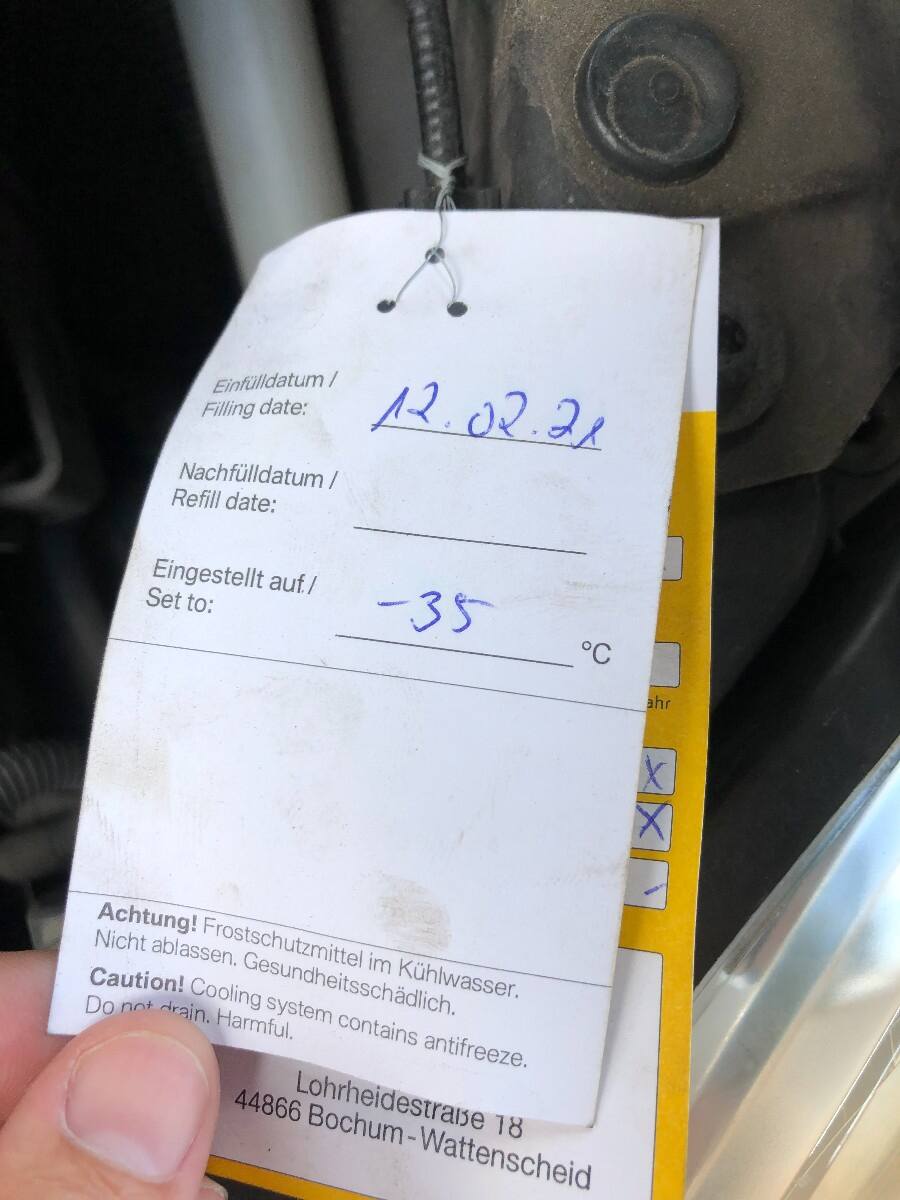 Einfülldatum /
Filling date: 12.02.21
Nachfülldatum /
Refill date:
Eingestellt auf./
Set to: -35 °C
ahr
X
X
-
Achtung! Frostschutzmittel im Kühlwasser.
Nicht ablassen. Gesundheitsschädlich.
Caution! Cooling system contains antifreeze.
Do not drain. Harmful.
Lohrheidestraße 18
44866 Bochum-Wattenscheid